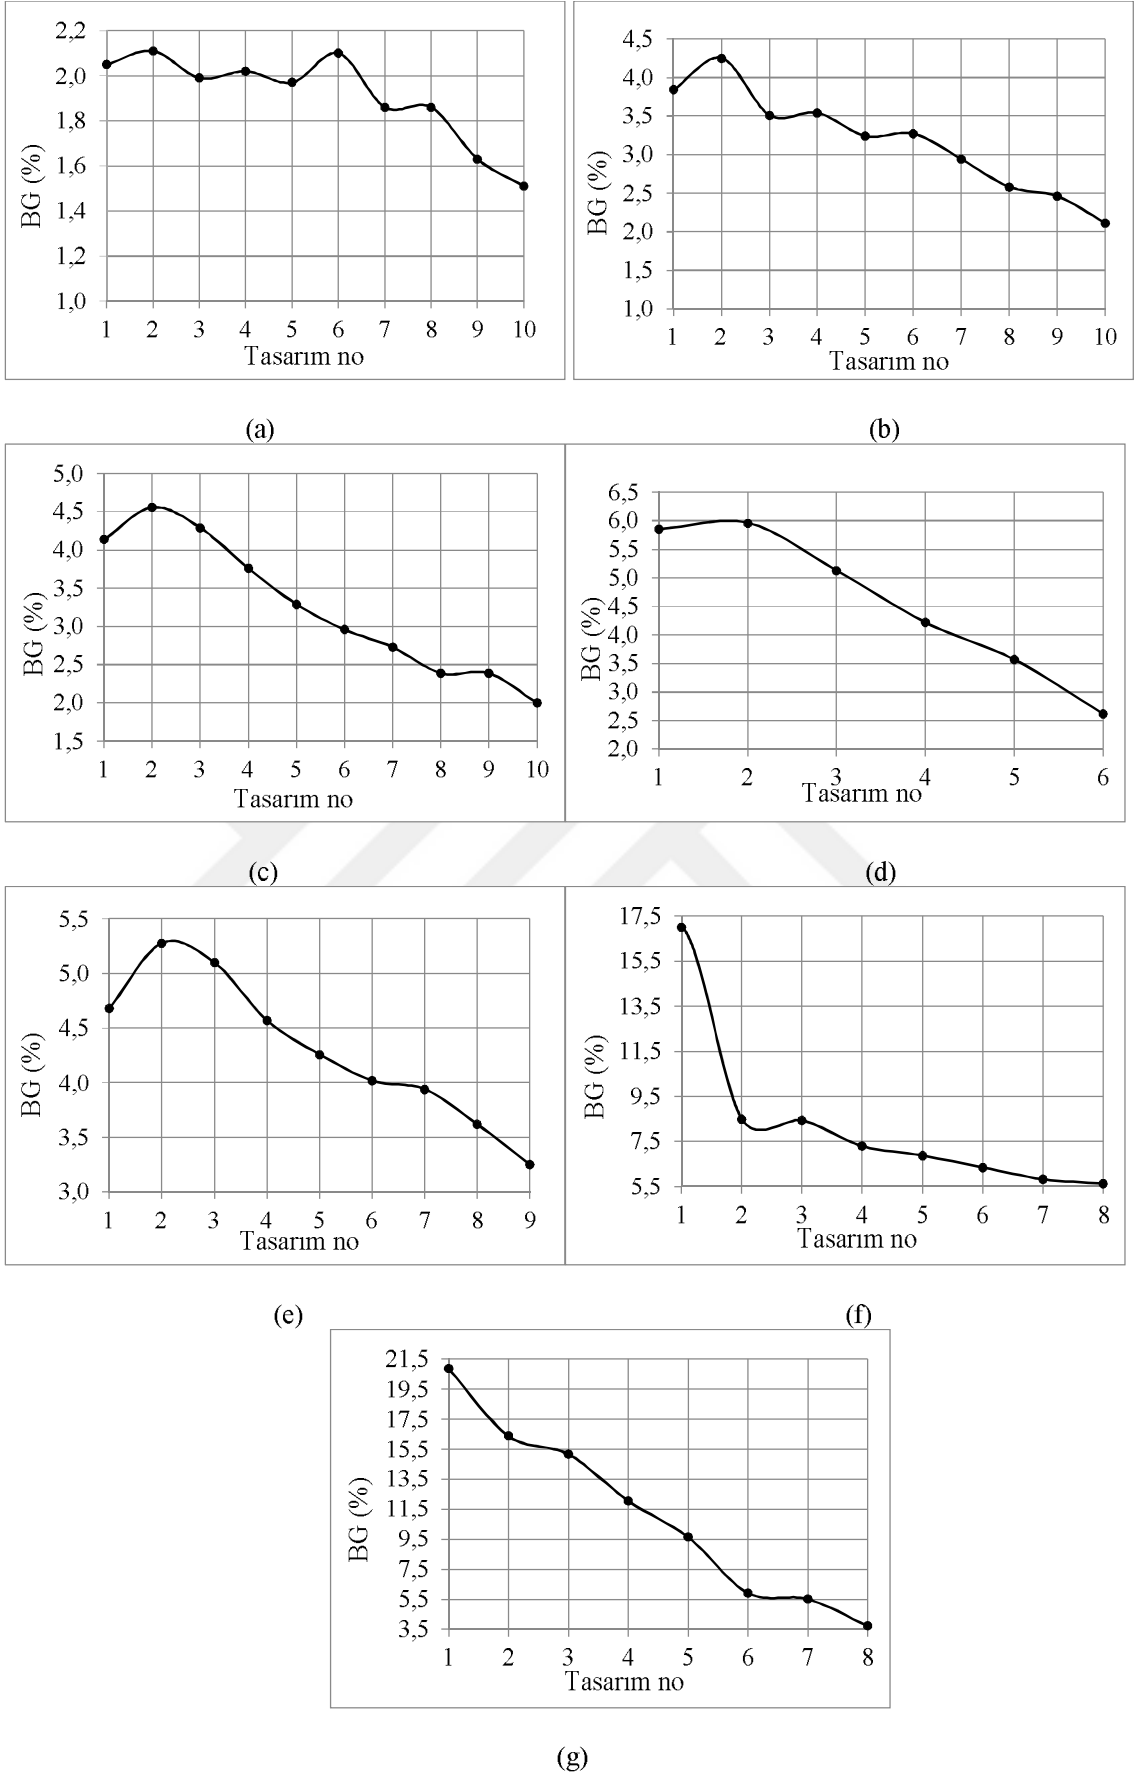 2,2
2,0
1,8
1,6
1,4
1,2
1,0
BG (%)
1 2 3 4 5 6 7 8 9 10
Tasarım no
(a)
4,5
4,0
3,5
3,0
2,5
2,0
1,5
1,0
BG (%)
1 2 3 4 5 6 7 8 9 10
Tasarım no
(b)
5,0
4,5
4,0
3,5
3,0
2,5
2,0
1,5
BG (%)
1 2 3 4 5 6 7 8 9 10
Tasarım no
(c)
6,5
6,0
5,5
5,0
4,5
4,0
3,5
3,0
2,5
2,0
BG (%)
1 2 3 4 5 6
Tasarım no
(d)
5,5
5,0
4,5
4,0
3,5
3,0
BG (%)
1 2 3 4 5 6 7 8 9
Tasarım no
(e)
17,5
15,5
13,5
11,5
9,5
7,5
5,5
BG (%)
1 2 3 4 5 6 7 8
Tasarım no
(f)
21,5
19,5
17,5
15,5
13,5
11,5
9,5
7,5
5,5
3,5
BG (%)
1 2 3 4 5 6 7 8
Tasarım no
(g)